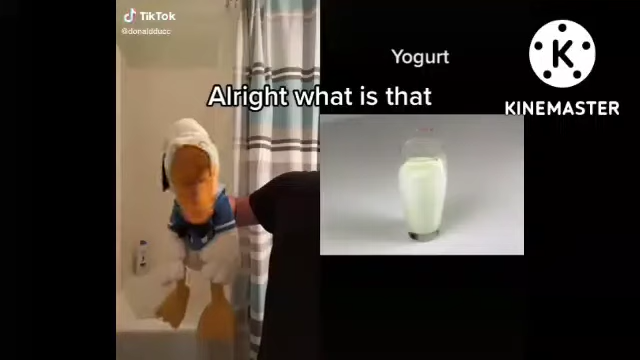 TikTok
@donaldducc
Yogurt
Alright what is that
K
KINEMASTER